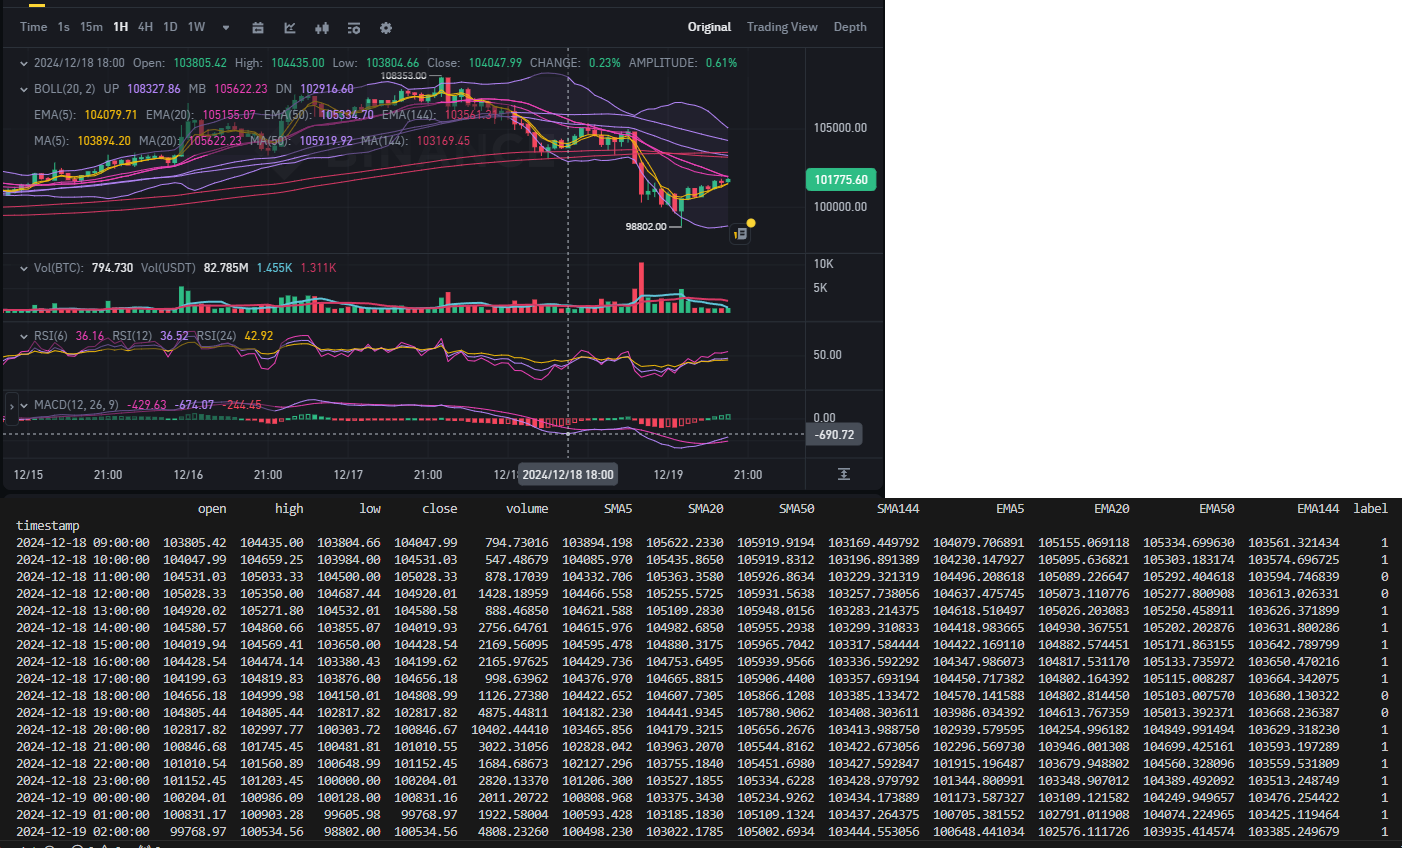 Time 1s 15m 1H 4H 1D 1W Original Trading View Depth
2024/12/18 18:00 Open: 103805.42 High: 104435.00 Low: 103804.66 Close: 104047.99 CHANGE: 0.23% AMPLITUDE: 0.61%
108353.00
BOLL(20, 2) UP 108327.86 MB 105622.23 DN 102916.60
EMA(5): 104079.71 EMA(20): 105155.07 EMA(50): 105334.70 EMA(144): 103561.32
105000.00
MA(5): 103894.20 MA(20): 105622.23 MA(50): 105919.92 MA(144): 103169.45
101775.60
100000.00
98802.00
Vol(BTC): 794.730 Vol(USDT) 82.785M 1.455K 1.311K
10K
5K
RSI(6) 36.16 RSI(12) 36.52 RSI(24) 42.92
50.00
MACD(12, 26, 9) -429.63 -674.07 -244.45
0.00
-690.72
12/15 21:00 12/16 21:00 12/17 21:00 12/18 2024/12/18 18:00 12/19 21:00
open high low close volume SMA5 SMA20 SMA50 SMA144 EMA5 EMA20 EMA50 EMA144 label
timestamp
2024-12-18 09:00:00 103805.42 104435.00 103804.66 104047.99 794.73016 103894.198 105622.2330 105919.9194 103169.449792 104079.706891 105155.069118 105334.699630 103561.321434 1
2024-12-18 10:00:00 104047.99 104659.25 103984.00 104531.03 547.48679 104085.970 105435.8650 105919.8312 103196.891389 104230.147927 105095.636821 105303.183174 103574.696725 1
2024-12-18 11:00:00 104531.03 105033.33 104500.00 105028.33 878.17039 104332.706 105363.3580 105926.8634 103229.321319 104496.208618 105089.226647 105292.404618 103594.746839 0
2024-12-18 12:00:00 105028.33 105350.00 104687.44 104920.01 1428.18959 104466.558 105255.5725 105931.5638 103257.738056 104637.475745 105073.110776 105277.800908 103613.026331 0
2024-12-18 13:00:00 104920.02 105271.80 104532.01 104580.58 888.46850 104621.588 105109.2830 105948.0156 103283.214375 104618.510497 105026.203083 105250.458911 103626.371899 1
2024-12-18 14:00:00 104580.57 104860.66 103855.07 104019.93 2756.64761 104615.976 104982.6850 105955.2938 103299.310833 104418.983665 104930.367551 105202.202876 103631.800286 1
2024-12-18 15:00:00 104019.94 104569.41 103650.00 104428.54 2169.56095 104595.478 104880.3175 105965.7042 103317.584444 104422.169110 104882.574451 105171.863155 103642.789799 1
2024-12-18 16:00:00 104428.54 104474.14 103380.43 104199.62 2165.97625 104429.736 104753.6495 105939.9566 103336.592292 104347.986073 104817.531170 105133.735972 103650.470216 1
2024-12-18 17:00:00 104199.63 104819.83 103876.00 104656.18 998.63962 104376.970 104665.8815 105906.4400 103357.693194 104450.717382 104802.164392 105115.008287 103664.342075 1
2024-12-18 18:00:00 104656.18 104999.98 104150.01 104808.99 1126.27380 104422.652 104607.7305 105866.1208 103385.133472 104570.141588 104802.814450 105103.007570 103680.130322 0
2024-12-18 19:00:00 104805.44 104805.44 102817.82 102817.82 4875.44811 104182.230 104441.9345 105780.9062 103408.303611 103986.034392 104613.767359 105013.392371 103668.236387 0
2024-12-18 20:00:00 102817.82 102997.77 100303.72 100846.67 10402.44410 103465.856 104179.3215 105656.2676 103413.988750 102939.579595 104254.996182 104849.991494 103629.318230 1
2024-12-18 21:00:00 100846.68 101745.45 100481.81 101010.55 3022.31056 102828.042 103963.2070 105544.8162 103422.673056 102296.569730 103946.001308 104699.425161 103593.197289 1
2024-12-18 22:00:00 101010.54 101560.89 100648.99 101152.45 1684.68673 102127.296 103755.1840 105451.6980 103427.592847 101915.196487 103679.948802 104560.328096 103559.531809 1
2024-12-18 23:00:00 101152.45 101203.45 100000.00 100204.01 2820.13370 101206.300 103527.1855 105334.6228 103428.979792 101344.800991 103348.907012 104389.492092 103513.248749 1
2024-12-19 00:00:00 100204.01 100986.09 100128.00 100831.16 2011.20722 100808.968 103375.3430 105234.9262 103434.173889 101173.587327 103109.121582 104249.949657 103476.254422 1
2024-12-19 01:00:00 100831.17 100903.28 99605.98 99768.97 1922.58004 100593.428 103185.1830 105109.1324 103437.264375 100705.381552 102791.011908 104074.224965 103425.119464 1
2024-12-19 02:00:00 99768.97 100534.56 98802.00 100534.56 4808.23260 100498.230 103022.1785 105002.6934 103444.553056 100648.441034 102576.111726 103935.414574 103385.249679 1